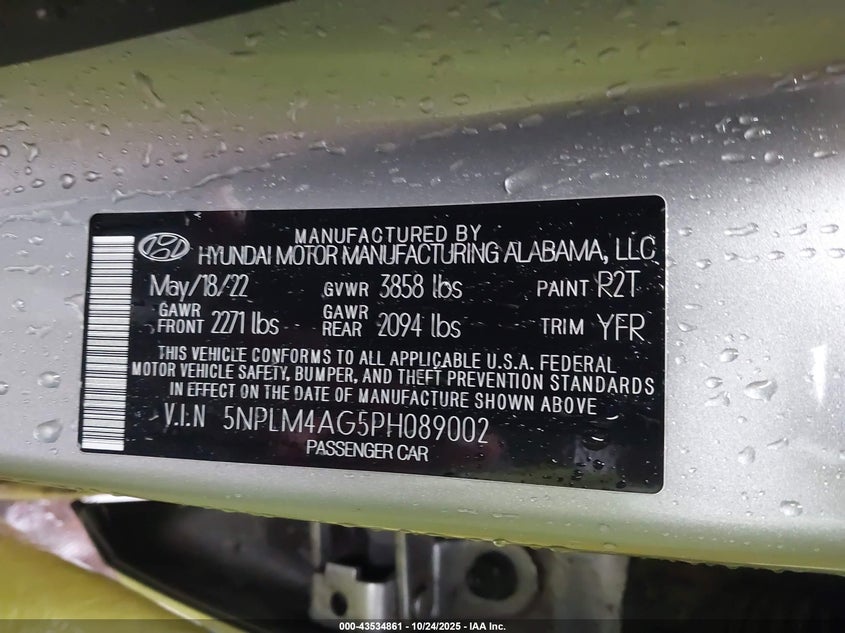 MANUFACTURED BY
HYUNDAI MOTOR MANUFACTURING ALABAMA, LLC
May/18/22 GVWR 3858 lbs PAINT R2T
GAWR FRONT 2271 lbs GAWR REAR 2094 lbs TRIM YFR
THIS VEHICLE CONFORMS TO ALL APPLICABLE U.S.A. FEDERAL
MOTOR VEHICLE SAFETY, BUMPER, AND THEFT PREVENTION STANDARDS
IN EFFECT ON THE DATE OF MANUFACTURE SHOWN ABOVE
V.I.N 5NPLM4AG5PH089002
PASSENGER CAR
000-43534861 - 10/24/2025 - IAA Inc.